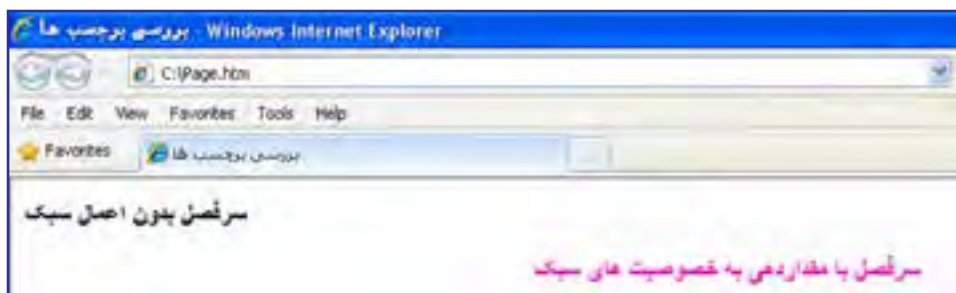 بررسی برچسب ها - Windows Internet Explorer
C:\Page.htm
File Edit View Favorites Tools Help
Favorites بررسی برچسب ها
سرفصل بدون اعمال سبک
سرفصل با مقداردهی به خصوصیت های سبک